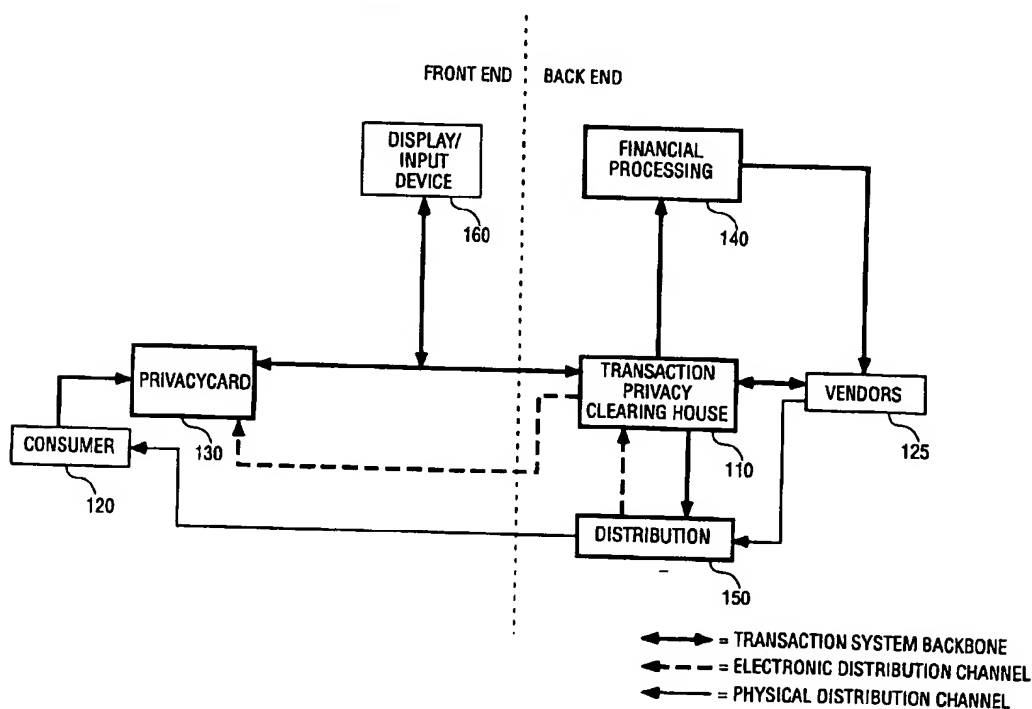 FRONT END
BACK END
DISPLAY/
INPUT
DEVICE
160
FINANCIAL
PROCESSING
140
PRIVACYCARD
130
TRANSACTION
PRIVACY
CLEARING HOUSE
110
VENDORS
125
CONSUMER
120
DISTRIBUTION
150
= TRANSACTION SYSTEM BACKBONE
= ELECTRONIC DISTRIBUTION CHANNEL
= PHYSICAL DISTRIBUTION CHANNEL